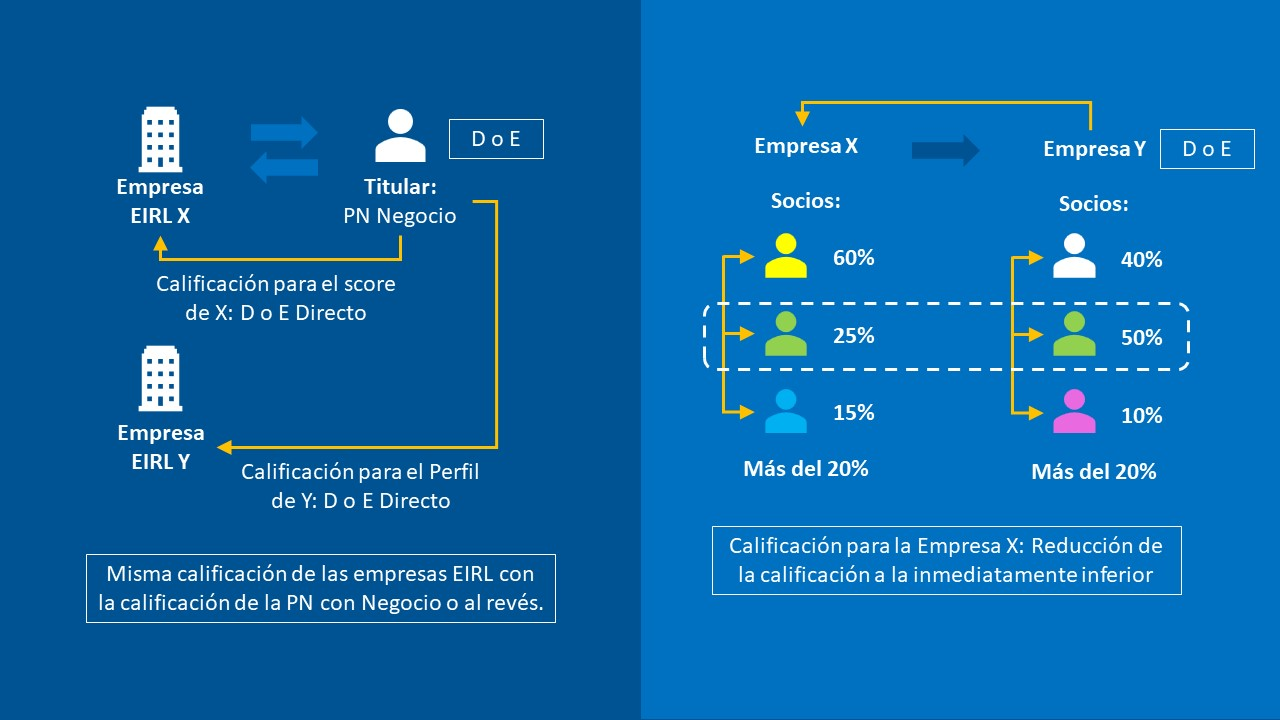 D o E
Empresa
EIRL X
Titular:
PN Negocio
Calificación para el score
de X: D o E Directo
Empresa
EIRL Y
Calificación para el Perfil
de Y: D o E Directo
Misma calificación de las empresas EIRL con
la calificación de la PN con Negocio o al revés.
Empresa X
Empresa Y
D o E
Socios:
Socios:
60%
40%
25%
50%
15%
10%
Más del 20%
Más del 20%
Calificación para la Empresa X: Reducción de
la calificación a la inmediatamente inferior